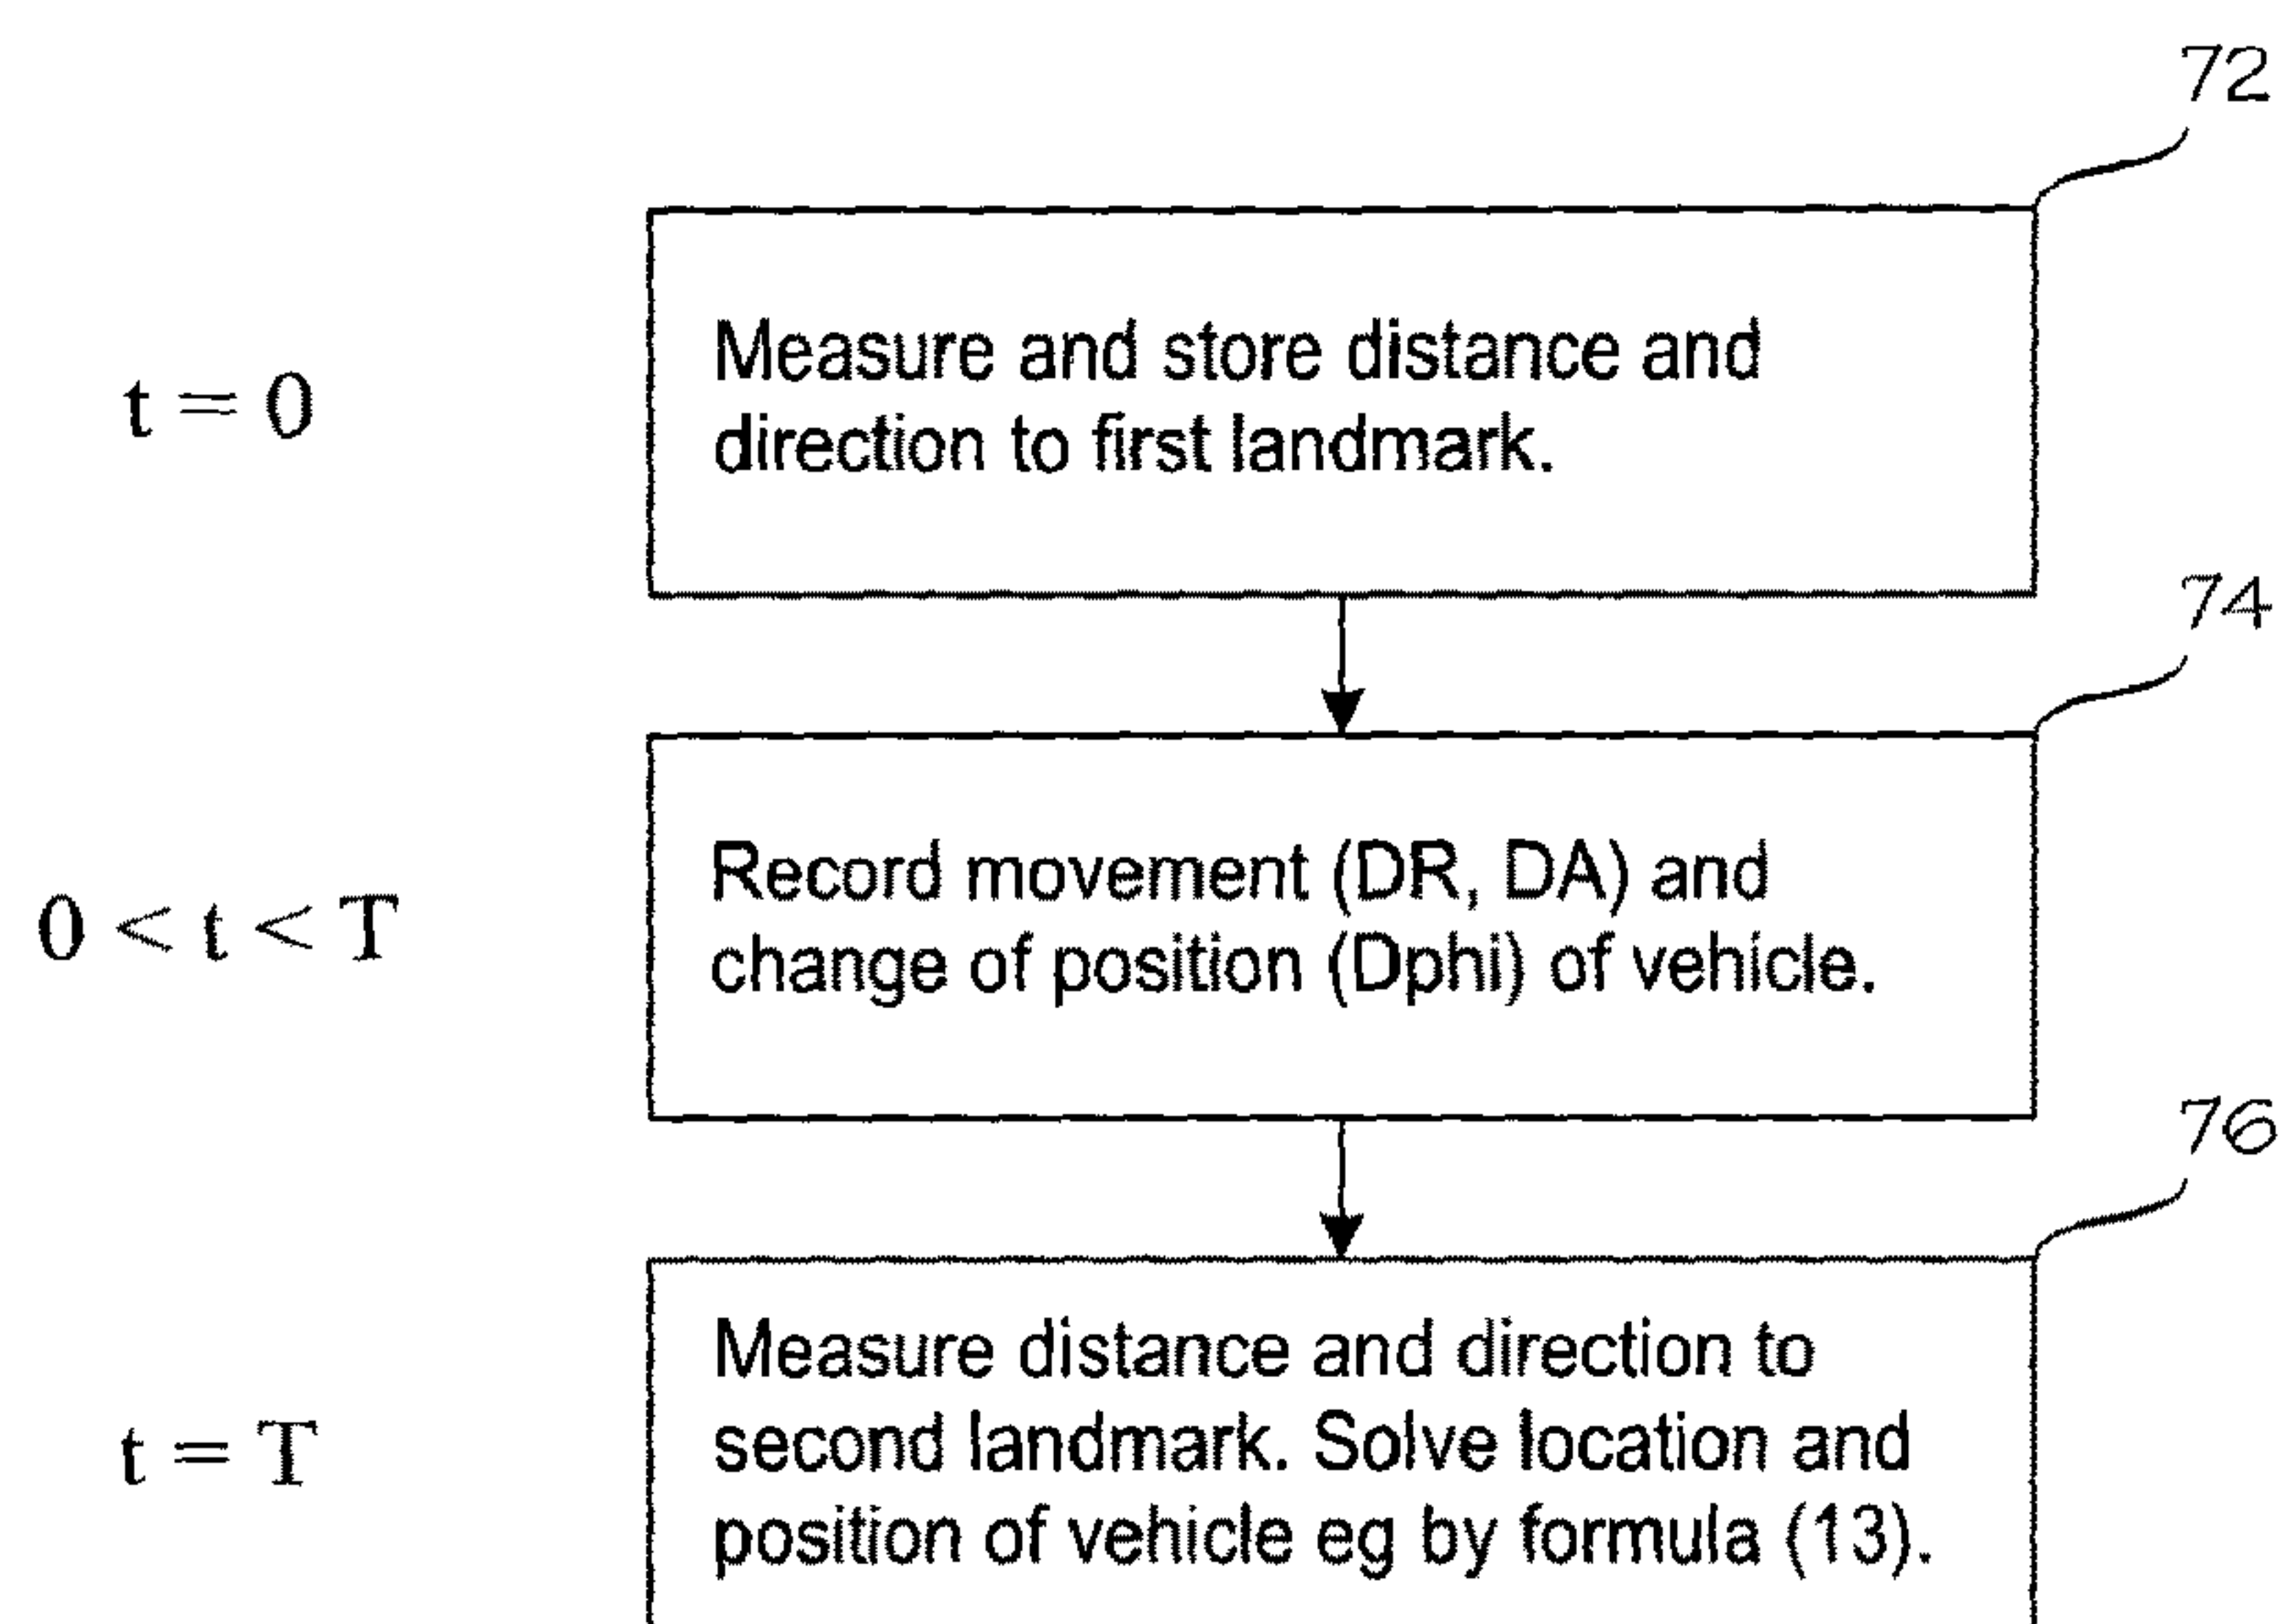 72
t = 0
Measure and store distance and
direction to first landmark.
74
0 < t < T
Record movement (DR, DA) and
change of position (Dphi) of vehicle.
76
t = T
Measure distance and direction to
second landmark. Solve location and
position of vehicle eg by formula (13).